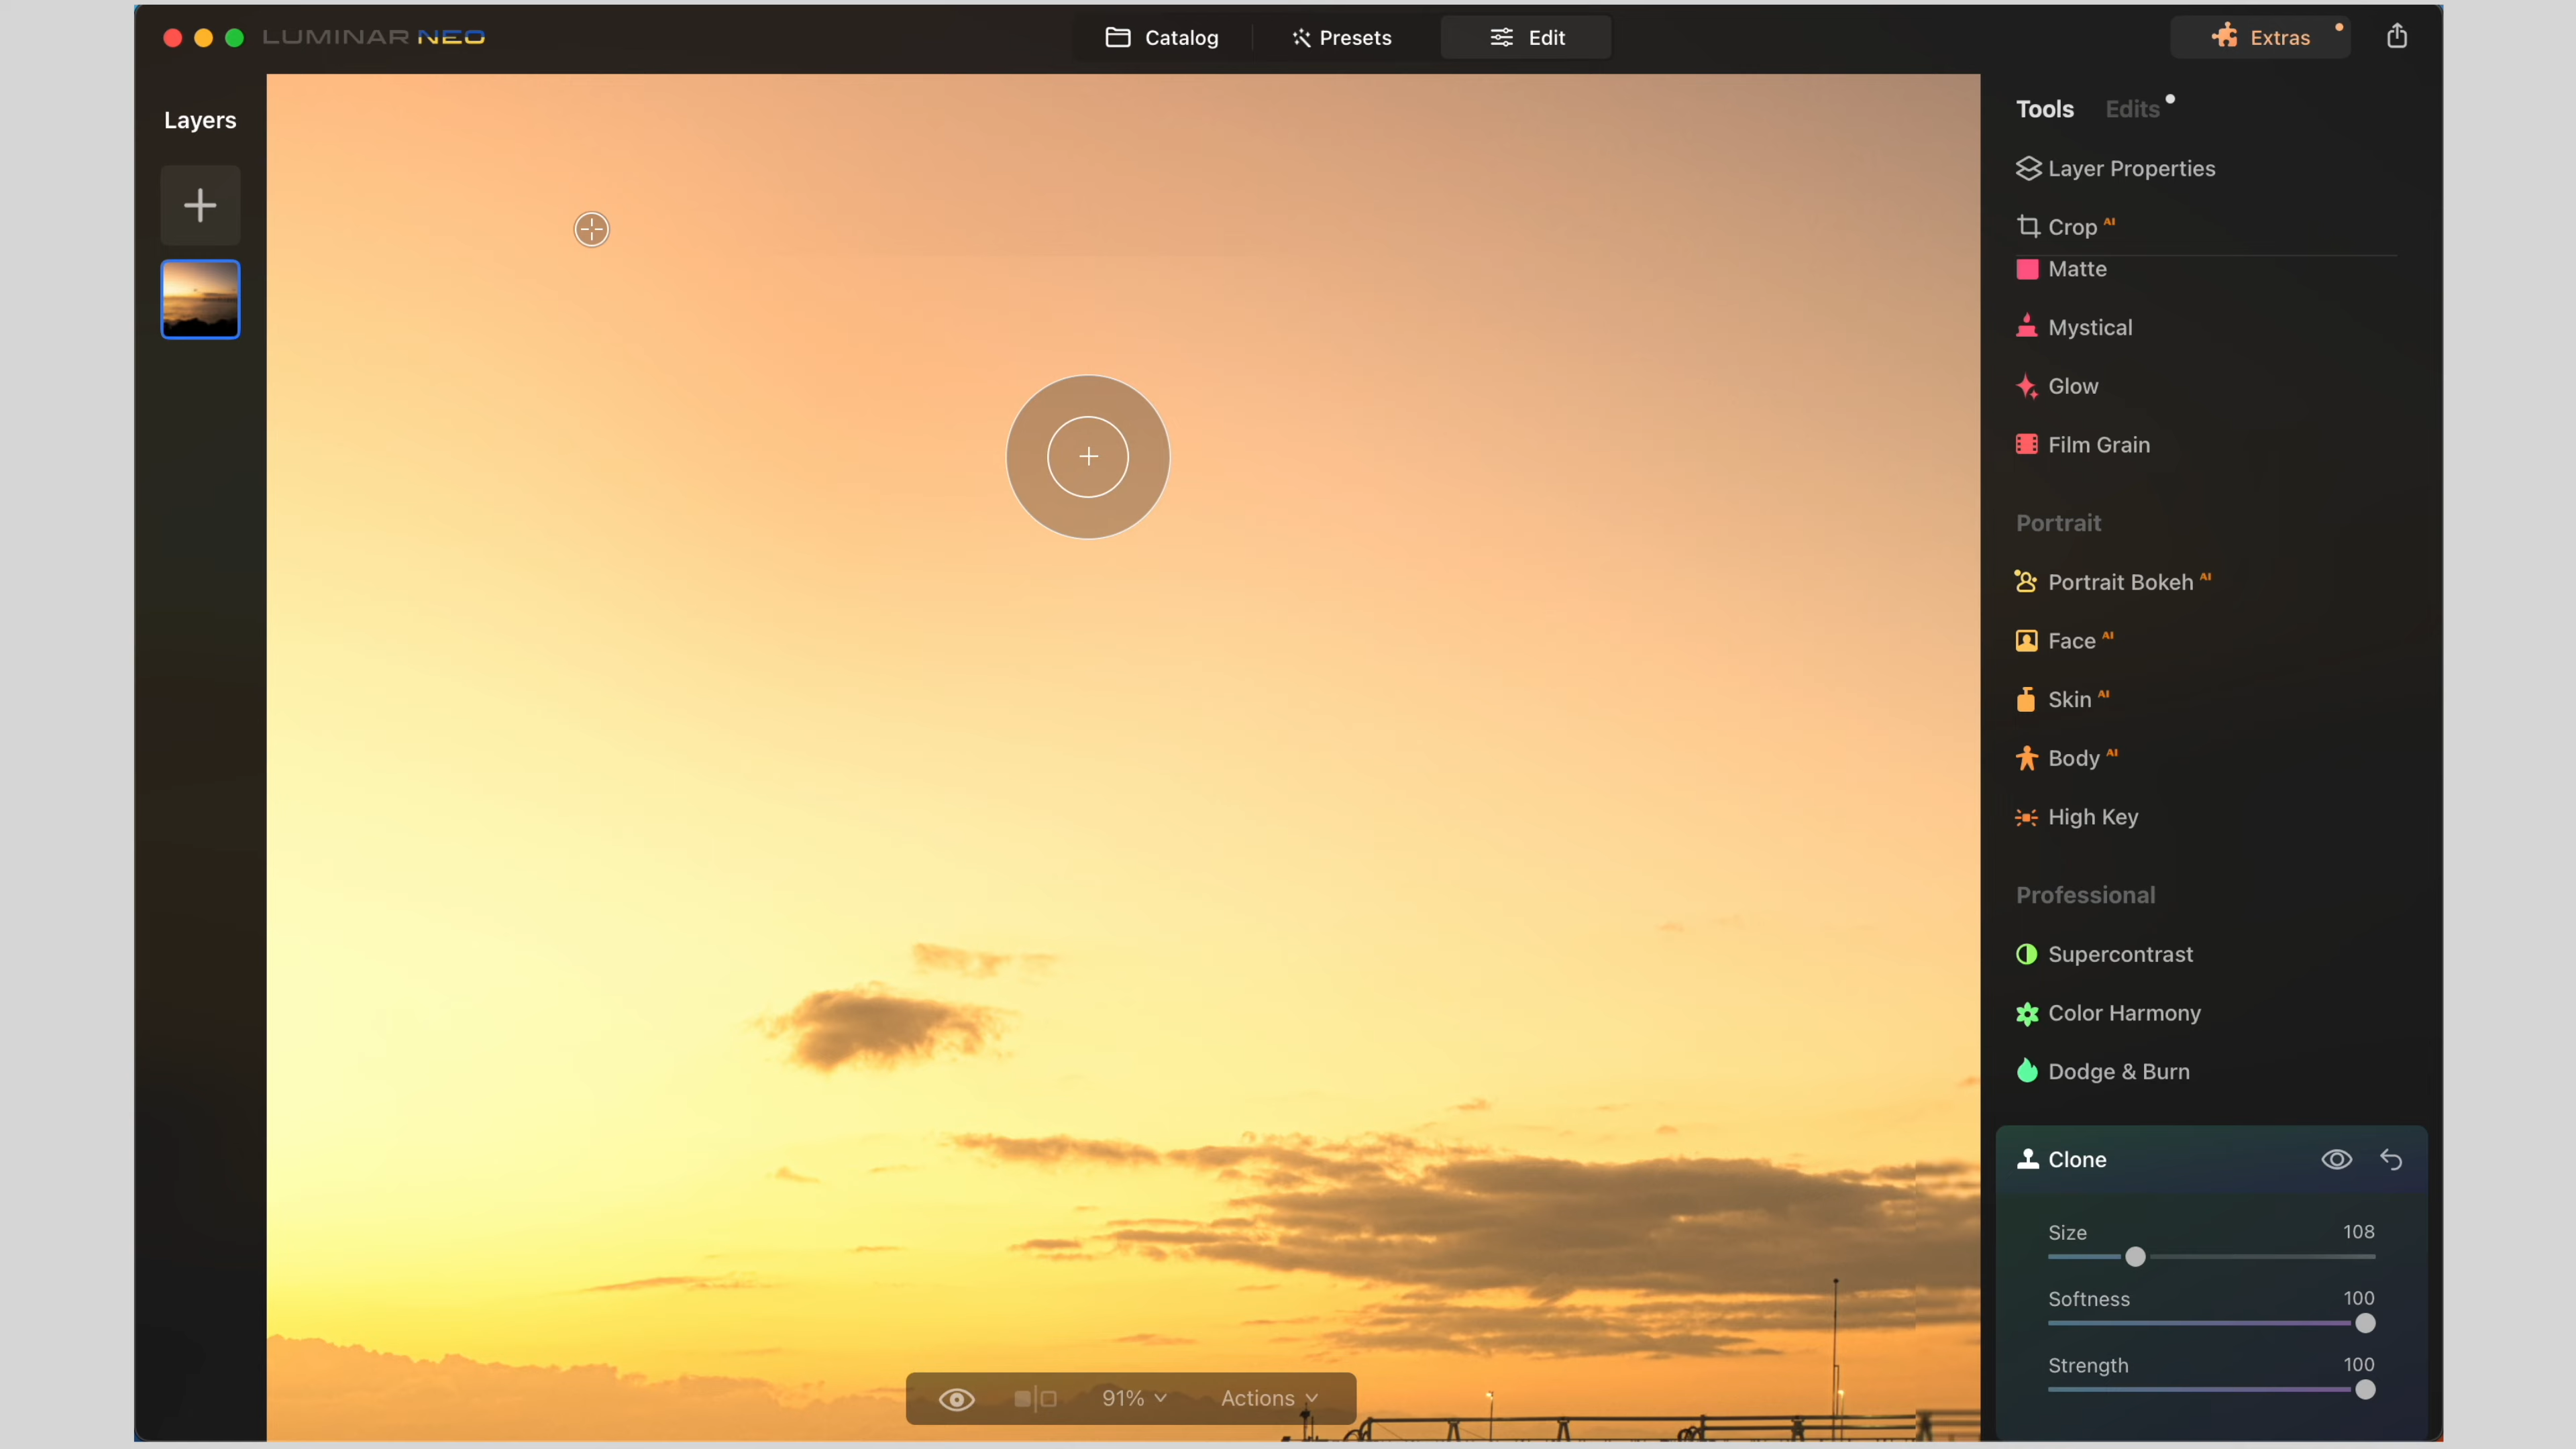 LUMINAR NEO
Catalog
Presets
Edit
Extras
Layers
Tools
Edits
Layer Properties
Crop AI
Matte
Mystical
Glow
Film Grain
Portrait
Portrait Bokeh AI
Face AI
Skin AI
Body AI
High Key
Professional
Supercontrast
Color Harmony
Dodge & Burn
Clone
Size 108
Softness 100
Strength 100
91%
Actions